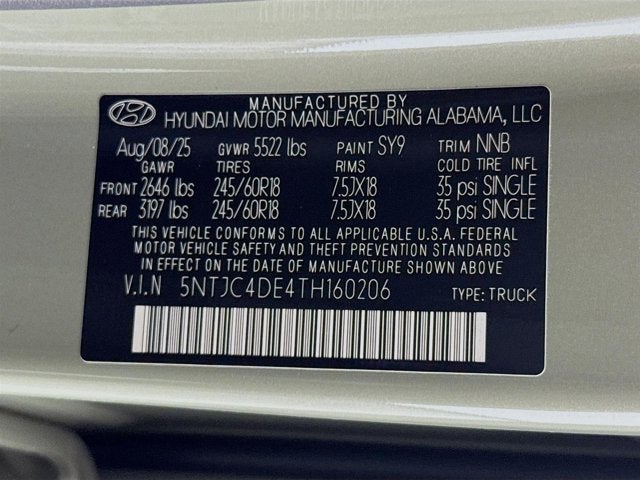 MANUFACTURED BY
HYUNDAI MOTOR MANUFACTURING ALABAMA, LLC
Aug/08/25 GVWR 5522 lbs PAINT SY9 TRIM NNB
GAWR TIRES RIMS COLD TIRE INFL
FRONT 2646 lbs 245/60R18 7.5JX18 35 psi SINGLE
REAR 3197 lbs 245/60R18 7.5JX18 35 psi SINGLE
THIS VEHICLE CONFORMS TO ALL APPLICABLE U.S.A. FEDERAL
MOTOR VEHICLE SAFETY AND THEFT PREVENTION STANDARDS
IN EFFECT ON THE DATE OF MANUFACTURE SHOWN ABOVE
V.I.N 5NTJC4DE4TH160206 TYPE: TRUCK